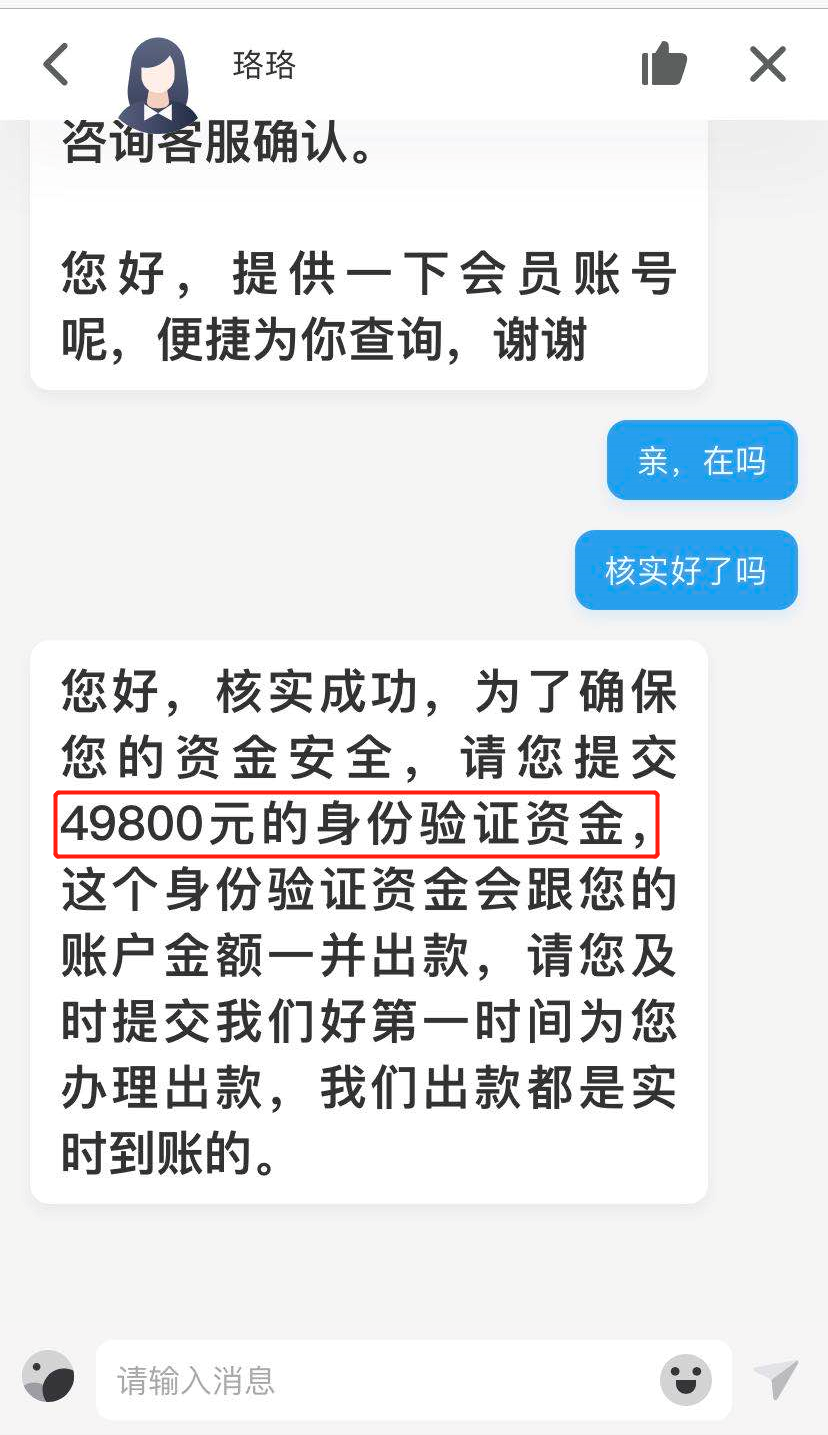 珞珞
咨询客服确认。
您好，提供一下会员账号
呢，便捷为你查询，谢谢
亲，在吗
核实好了吗
您好，核实成功，为了确保
您的资金安全，请您提交
49800元的身份验证资金，
这个身份验证资金会跟您的
账户金额一并出款，请您及
时提交我们好第一时间为您
办理出款，我们出款都是实
时到账的。
请输入消息